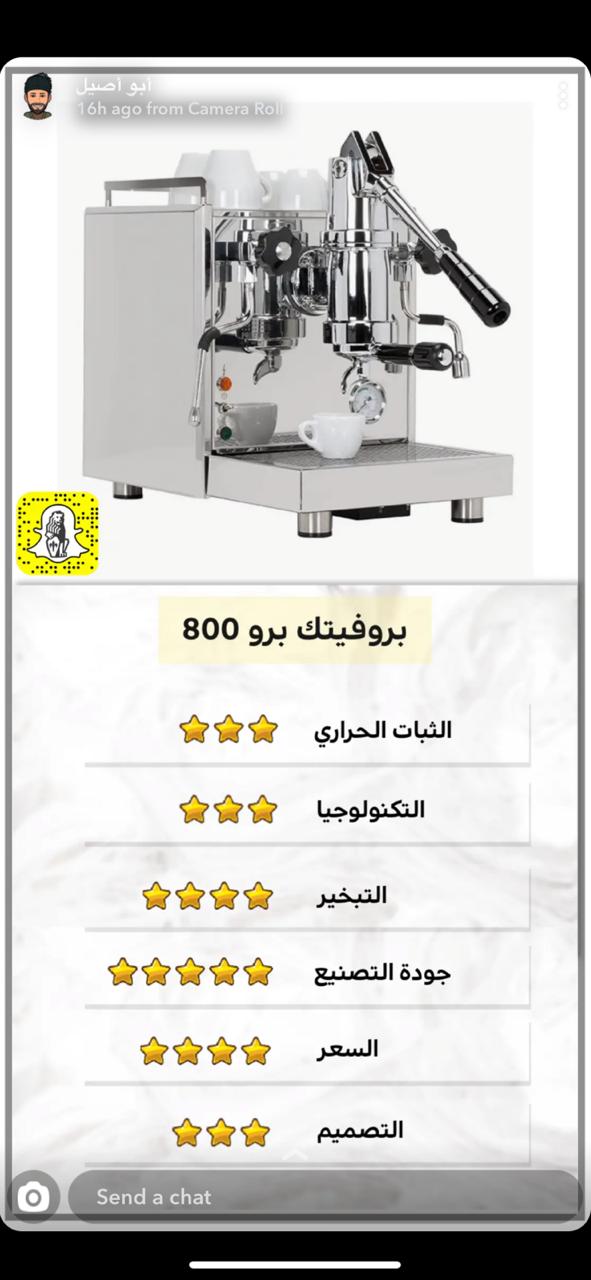 أبو أصيل
16h ago from Camera Roll
بروفيتك برو 800
الثبات الحراري
التكنولوجيا
التبخير
جودة التصنيع
السعر
التصميم
Send a chat